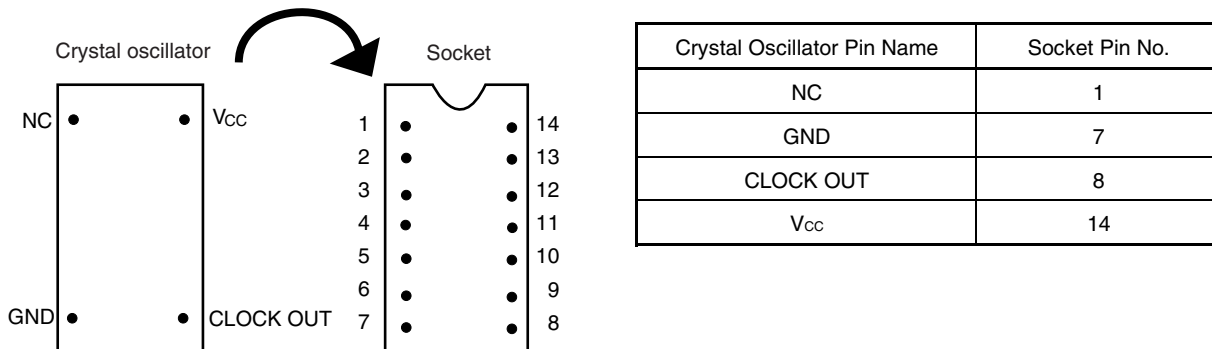 Crystal oscillator
NC
Vcc
GND
CLOCK OUT
Socket
1 14
2 13
3 12
4 11
5 10
6 9
7 8
Crystal Oscillator Pin Name Socket Pin No.
NC 1
GND 7
CLOCK OUT 8
Vcc 14